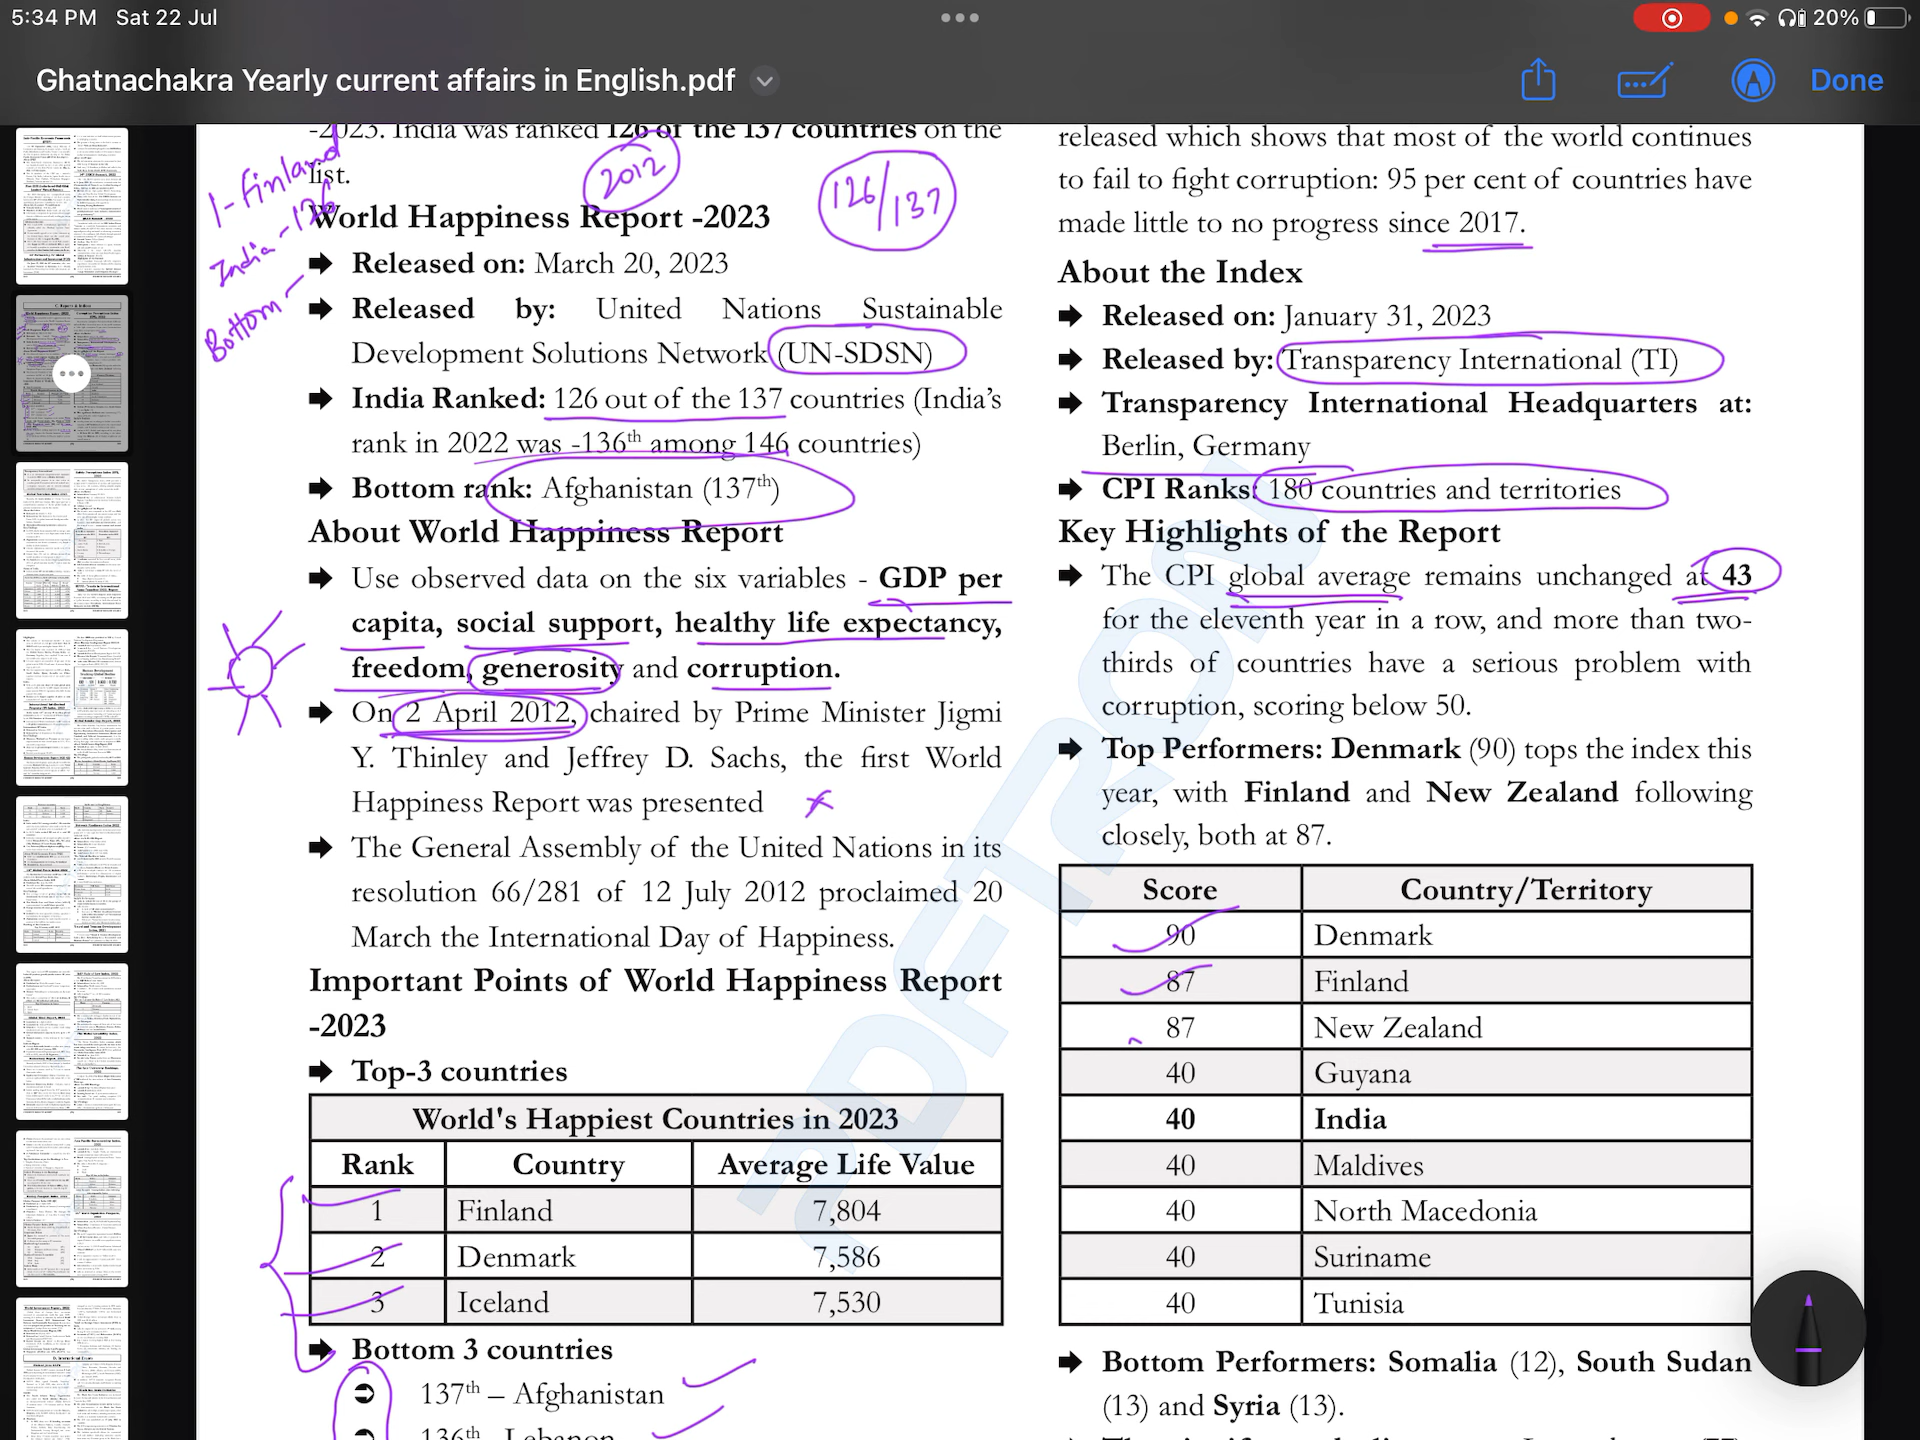 5:34 PM Sat 22 Jul
20%
Ghatnachakra Yearly current affairs in English.pdf
Done
-2023. India was ranked 126 of the 137 countries on the
list.
2012
126/137
1-Finland
India-126
Bottom -
World Happiness Report -2023
➡ Released on: March 20, 2023
➡ Released by: United Nations Sustainable
Development Solutions Network (UN-SDSN)
➡ India Ranked: 126 out of the 137 countries (India's
rank in 2022 was -136th among 146 countries)
➡ Bottom rank: Afghanistan (137th)
About World Happiness Report
➡ Use observed data on the six variables - GDP per
capita, social support, healthy life expectancy,
freedom, generosity and corruption.
➡ On 2 April 2012, chaired by Prime Minister Jigmi
Y. Thinley and Jeffrey D. Sachs, the first World
Happiness Report was presented
➡ The General Assembly of the United Nations in its
resolution 66/281 of 12 July 2012 proclaimed 20
March the International Day of Happiness.
Important Points of World Happiness Report
-2023
➡ Top-3 countries
World's Happiest Countries in 2023
Rank Country Average Life Value
1 Finland 7,804
2 Denmark 7,586
3 Iceland 7,530
➡ Bottom 3 countries
137th – Afghanistan
136th Lebanon
released which shows that most of the world continues
to fail to fight corruption: 95 per cent of countries have
made little to no progress since 2017.
About the Index
➡ Released on: January 31, 2023
➡ Released by: Transparency International (TI)
➡ Transparency International Headquarters at:
Berlin, Germany
➡ CPI Ranks: 180 countries and territories
Key Highlights of the Report
➡ The CPI global average remains unchanged at 43
for the eleventh year in a row, and more than two-
thirds of countries have a serious problem with
corruption, scoring below 50.
➡ Top Performers: Denmark (90) tops the index this
year, with Finland and New Zealand following
closely, both at 87.
Score Country/Territory
90 Denmark
87 Finland
87 New Zealand
40 Guyana
40 India
40 Maldives
40 North Macedonia
40 Suriname
40 Tunisia
➡ Bottom Performers: Somalia (12), South Sudan
(13) and Syria (13).
PDFTRON